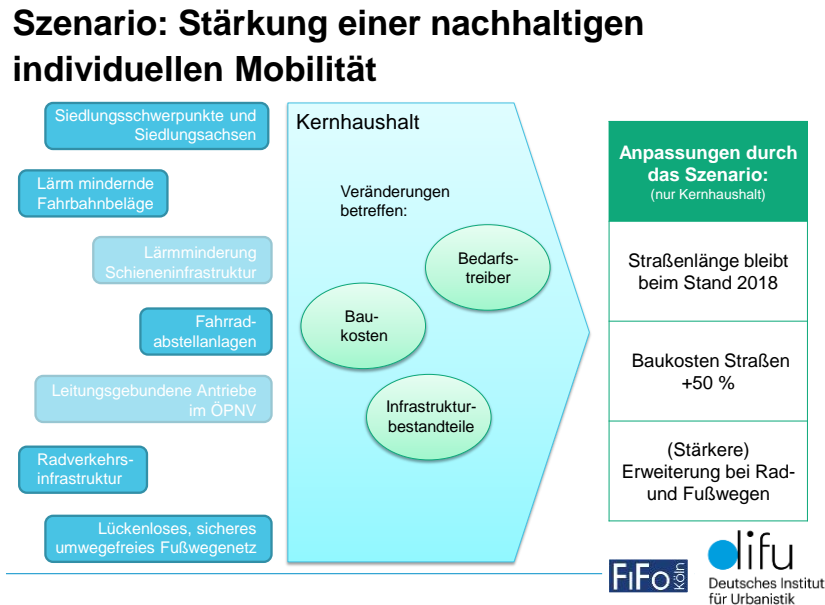 Szenario: Stärkung einer nachhaltigen
individuellen Mobilität
Siedlungsschwerpunkte und
Siedlungsachsen
Lärm mindernde
Fahrbahnbeläge
Lärmminderung
Schieneninfrastruktur
Fahrrad-
abstellanlagen
Leitungsgebundene Antriebe
im ÖPNV
Radverkehrs-
infrastruktur
Lückenloses, sicheres
umwegefreies Fußwegenetz
Kernhaushalt
Veränderungen
betreffen:
Bedarfs-
treiber
Bau-
kosten
Infrastruktur-
bestandteile
Anpassungen durch
das Szenario:
(nur Kernhaushalt)
Straßenlänge bleibt
beim Stand 2018
Baukosten Straßen
+50 %
(Stärkere)
Erweiterung bei Rad-
und Fußwegen
FiFo Köln
difu
Deutsches Institut
für Urbanistik